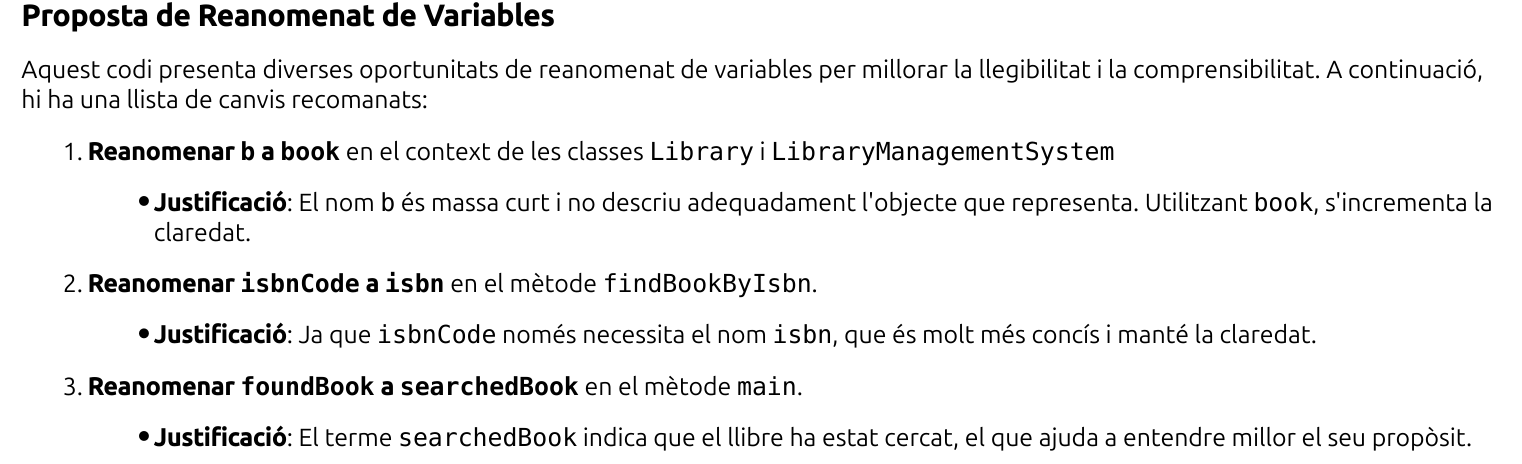 Proposta de Reanomenat de Variables
Aquest codi presenta diverses oportunitats de reanomenat de variables per millorar la llegibilitat i la comprensibilitat. A continuació,
hi ha una llista de canvis recomanats:
1. Reanomenar b a book en el context de les classes Library i LibraryManagementSystem
• Justificació: El nom b és massa curt i no descriu adequadament l'objecte que representa. Utilitzant book, s'incrementa la
claredat.
2. Reanomenar isbnCode a isbn en el mètode findBookByIsbn.
• Justificació: Ja que isbnCode només necessita el nom isbn, que és molt més concís i manté la claredat.
3. Reanomenar foundBook a searchedBook en el mètode main.
• Justificació: El terme searchedBook indica que el llibre ha estat cercat, el que ajuda a entendre millor el seu propòsit.